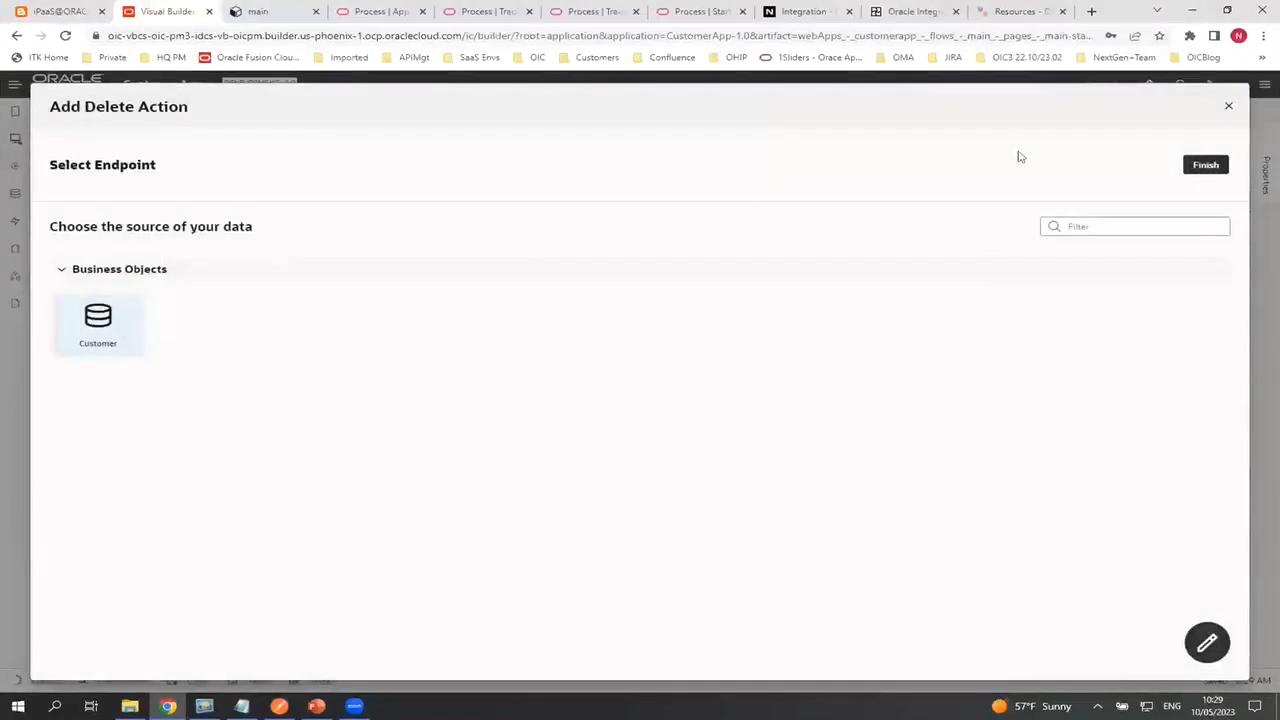 iPaaS@ORAC
Visual Builder
main
Process | App
Process | Trac
Process | Tra
Process | Start
Integration
Oracle Integr
Resources - D
oic-vbcs-oic-pm3-idcs-vb-oicpm.builder.us-phoenix-1.ocp.oraclecloud.com/ic/builder/?root=application&application=CustomerApp-1.0&artifact=webApps_-_customerapp_-_flows_-_main_-_pages_-_main-sta...
N
ITK Home
Private
HQ PM
Oracle Fusion Clou...
Imported
APIMgt
SaaS Envs
OIC
Customers
Confluence
OHIP
1Sliders - Orace Ap...
OMA
JIRA
OIC3 22.10/23.02
NextGen+Team
OICBlog
»
ORACLE
Add Delete Action
Select Endpoint
Finish
Properties
Choose the source of your data
Filter
Business Objects
Customer
57°F Sunny
ENG
10:29
10/05/2023